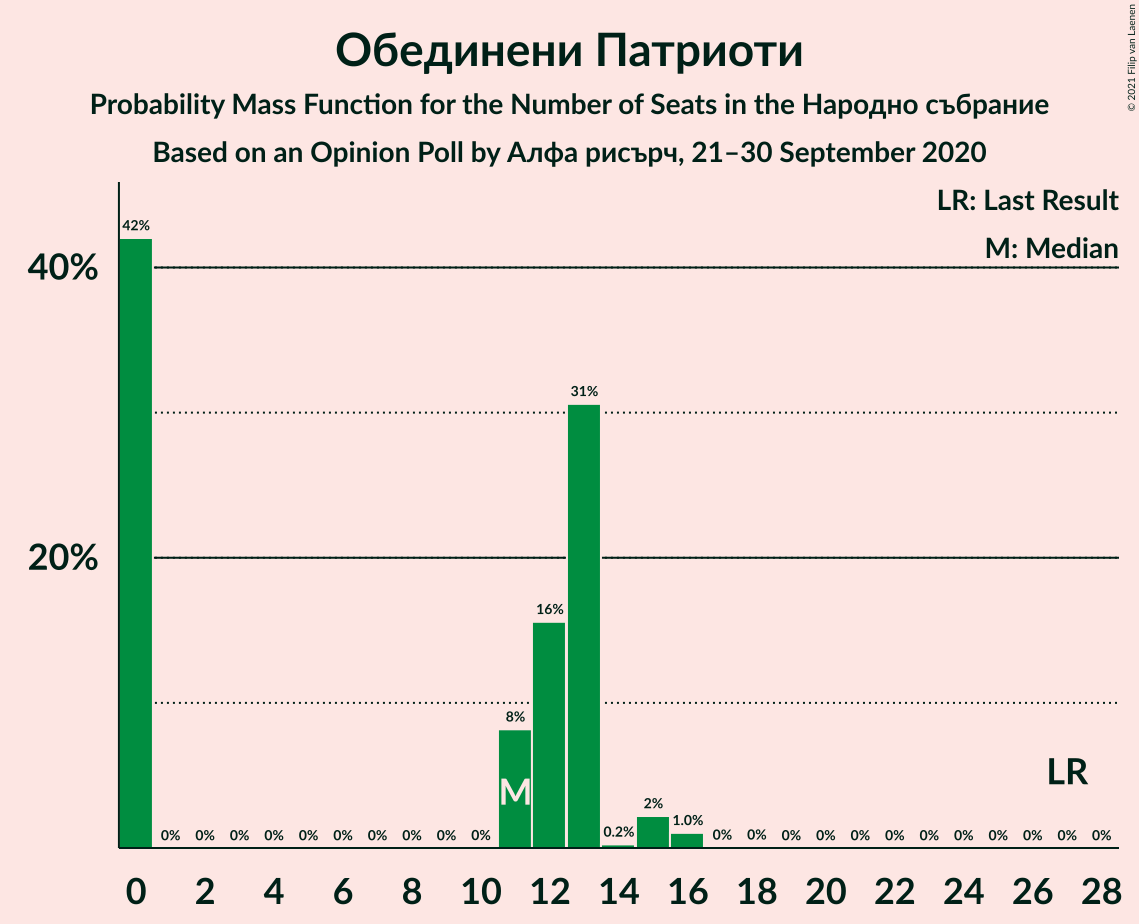 Обединени Патриоти
Probability Mass Function for the Number of Seats in the Народно събрание
Based on an Opinion Poll by Алфа рисърч, 21–30 September 2020
© 2021 Filip van Laenen
LR: Last Result
M: Median
42%
40%
31%
20%
16%
8%
M
LR
2%
1.0%
0.2%
0% 0% 0% 0% 0% 0% 0% 0% 0% 0% 0% 0% 0% 0% 0% 0% 0% 0% 0% 0% 0% 0%
0 2 4 6 8 10 12 14 16 18 20 22 24 26 28